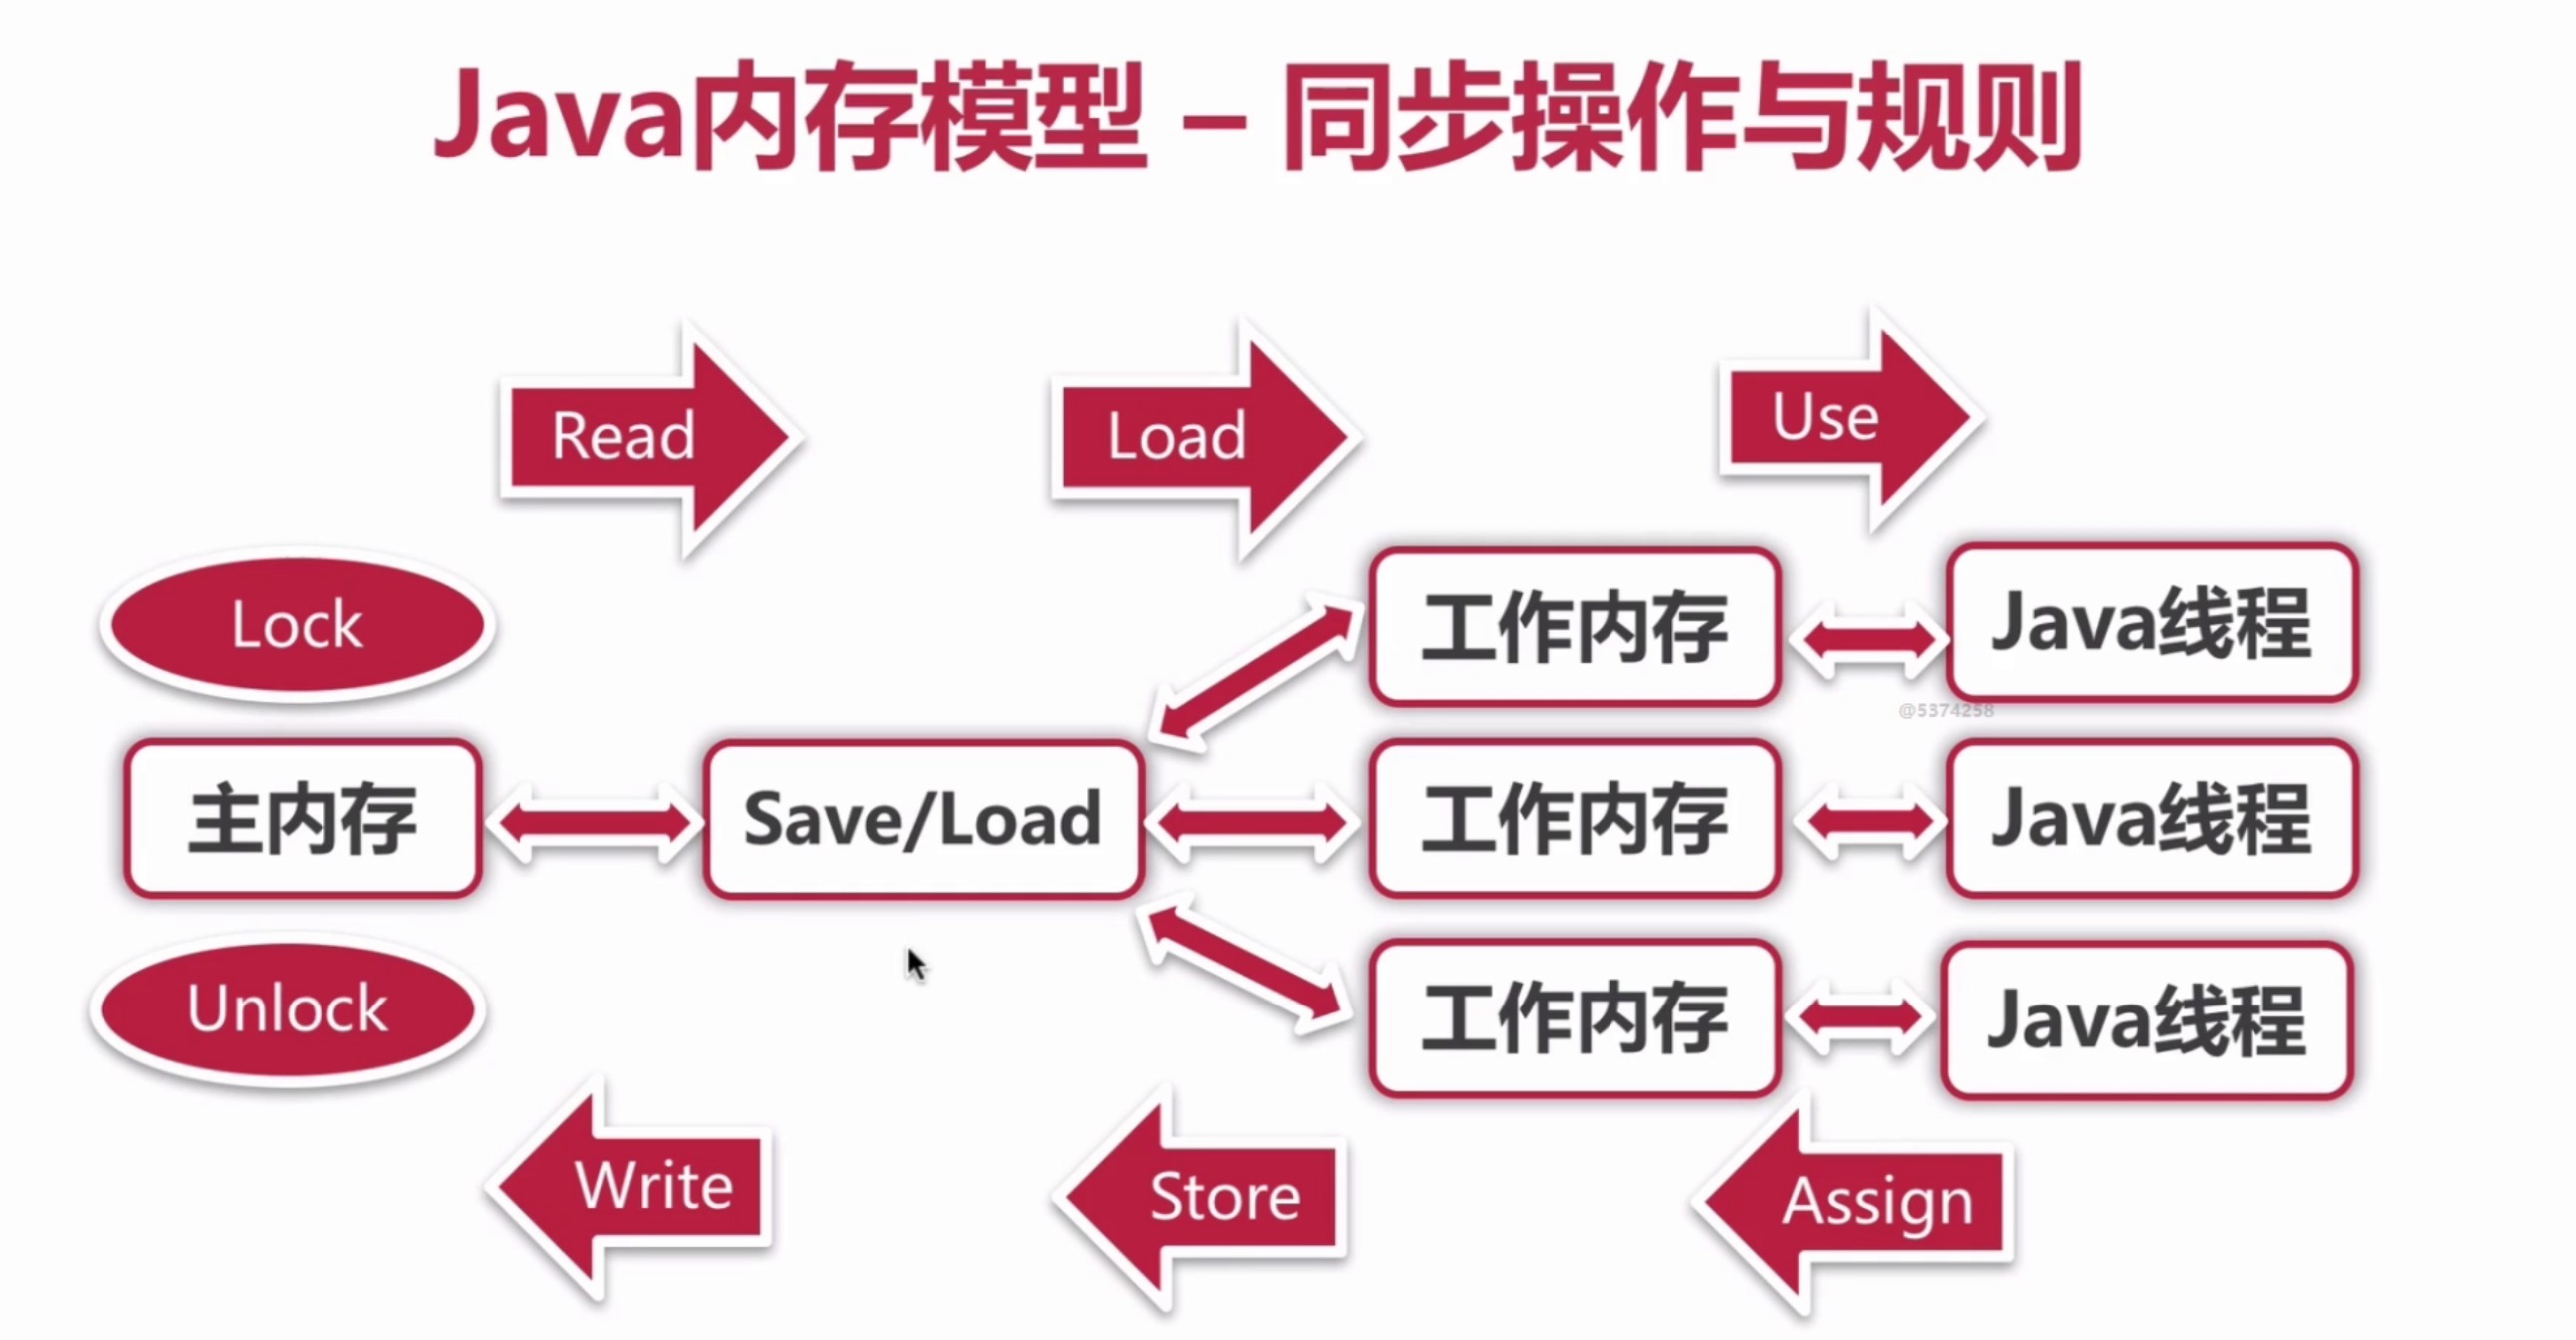 Java内存模型 – 同步操作与规则
Read
Load
Use
Lock
工作内存
Java线程
@5374258
主内存
Save/Load
工作内存
Java线程
Unlock
工作内存
Java线程
Write
Store
Assign